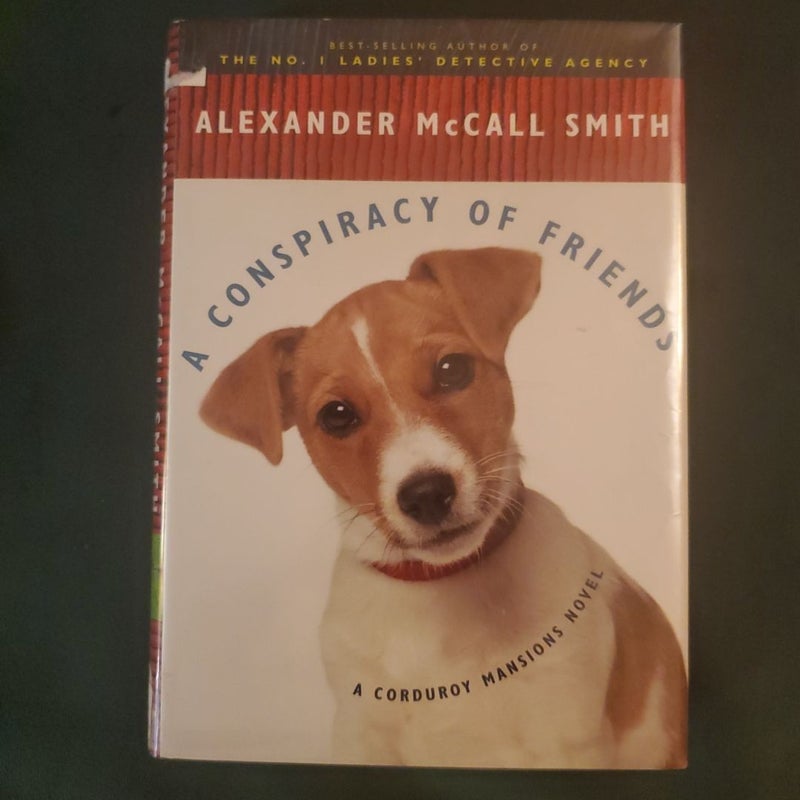 BEST-SELLING AUTHOR OF
THE NO. 1 LADIES' DETECTIVE AGENCY
ALEXANDER McCALL SMITH
A CONSPIRACY OF FRIENDS
A CORDUROY MANSIONS NOVEL